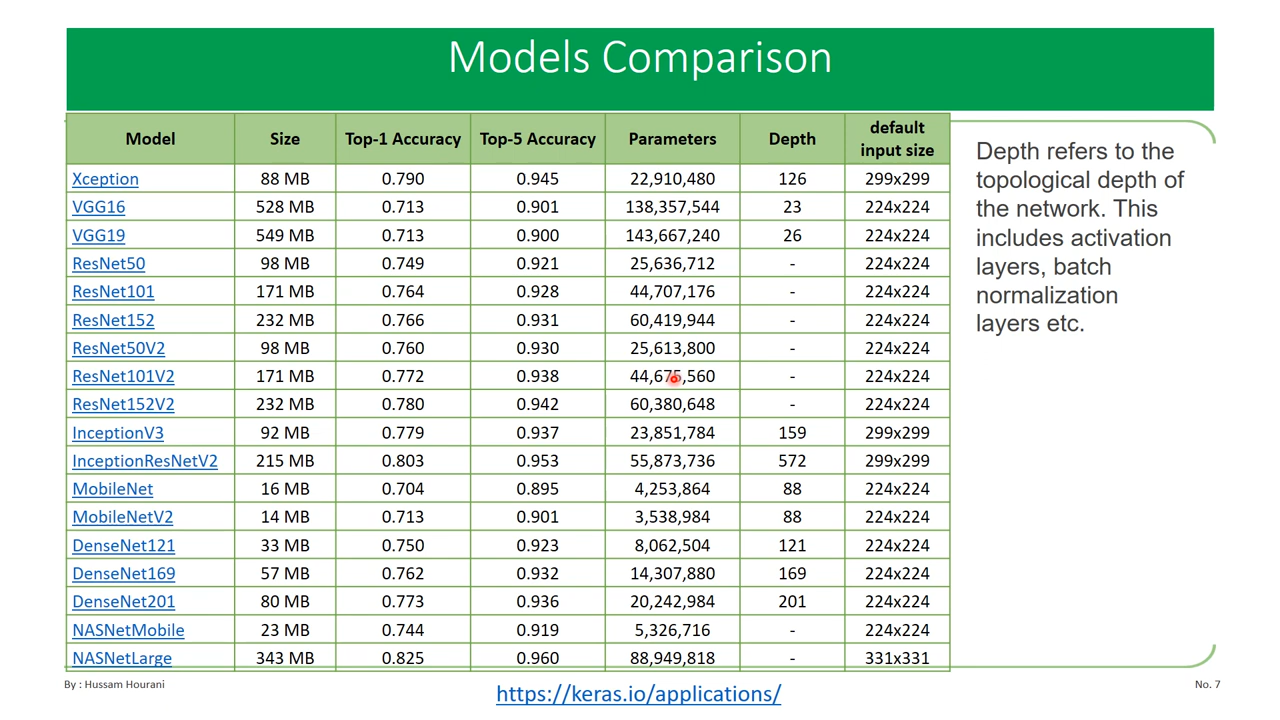 Models Comparison
Model Size Top-1 Accuracy Top-5 Accuracy Parameters Depth default input size
Xception 88 MB 0.790 0.945 22,910,480 126 299x299
VGG16 528 MB 0.713 0.901 138,357,544 23 224x224
VGG19 549 MB 0.713 0.900 143,667,240 26 224x224
ResNet50 98 MB 0.749 0.921 25,636,712 - 224x224
ResNet101 171 MB 0.764 0.928 44,707,176 - 224x224
ResNet152 232 MB 0.766 0.931 60,419,944 - 224x224
ResNet50V2 98 MB 0.760 0.930 25,613,800 - 224x224
ResNet101V2 171 MB 0.772 0.938 44,675,560 - 224x224
ResNet152V2 232 MB 0.780 0.942 60,380,648 - 224x224
InceptionV3 92 MB 0.779 0.937 23,851,784 159 299x299
InceptionResNetV2 215 MB 0.803 0.953 55,873,736 572 299x299
MobileNet 16 MB 0.704 0.895 4,253,864 88 224x224
MobileNetV2 14 MB 0.713 0.901 3,538,984 88 224x224
DenseNet121 33 MB 0.750 0.923 8,062,504 121 224x224
DenseNet169 57 MB 0.762 0.932 14,307,880 169 224x224
DenseNet201 80 MB 0.773 0.936 20,242,984 201 224x224
NASNetMobile 23 MB 0.744 0.919 5,326,716 - 224x224
NASNetLarge 343 MB 0.825 0.960 88,949,818 - 331x331
Depth refers to the
topological depth of
the network. This
includes activation
layers, batch
normalization
layers etc.
By : Hussam Hourani
https://keras.io/applications/
No. 7